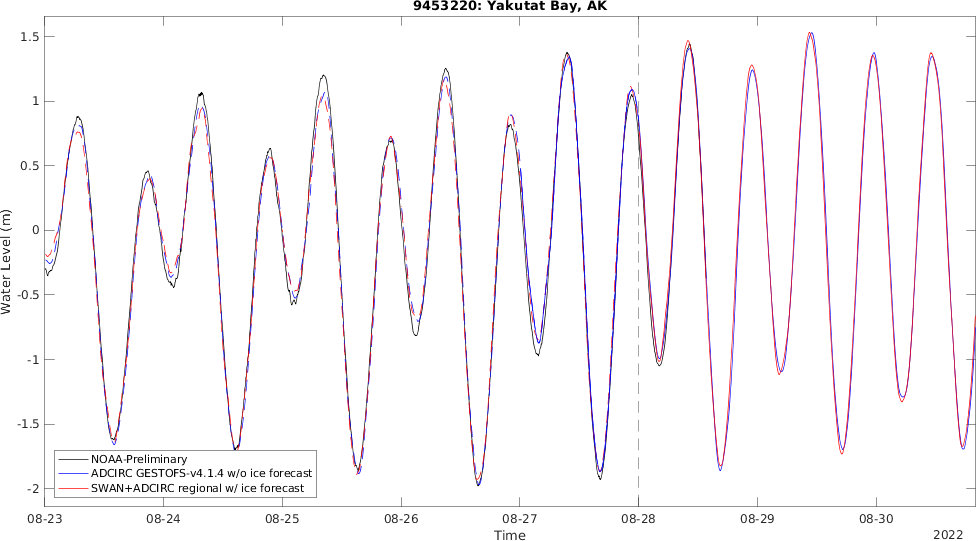 9453220: Yakutat Bay, AK
Water Level (m)
1.5
1
0.5
0
-0.5
-1
-1.5
-2
NOAA-Preliminary
ADCIRC GESTOFS-v4.1.4 w/o ice forecast
SWAN+ADCIRC regional w/ ice forecast
08-23 08-24 08-25 08-26 08-27 08-28 08-29 08-30
Time
2022